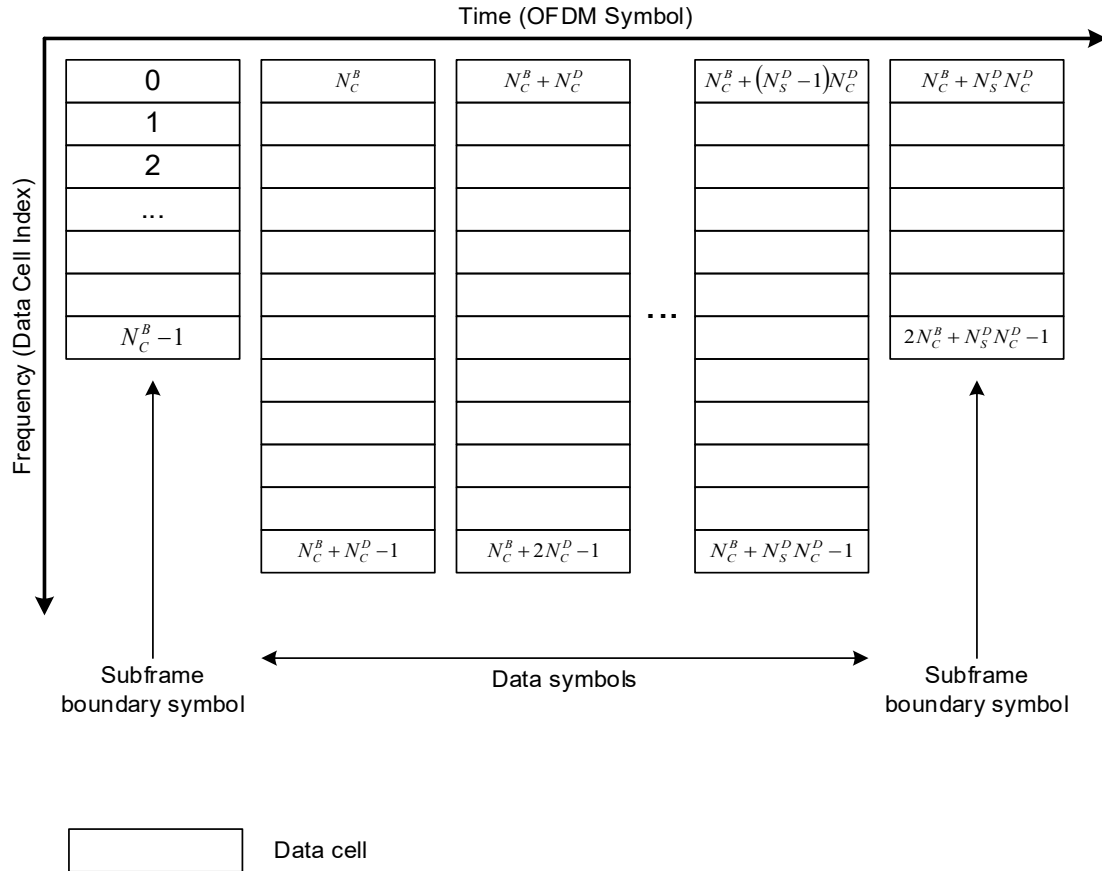 Time (OFDM Symbol)
Frequency (Data Cell Index)
0
1
2
...
$N_C^B - 1$
$N_C^B$
$N_C^B + N_C^D - 1$
$N_C^B + N_C^D$
$N_C^B + 2N_C^D - 1$
...
$N_C^B + (N_S^D - 1)N_C^D$
$N_C^B + N_S^D N_C^D - 1$
$N_C^B + N_S^D N_C^D$
$2N_C^B + N_S^D N_C^D - 1$
Subframe
boundary symbol
Data symbols
Subframe
boundary symbol
Data cell